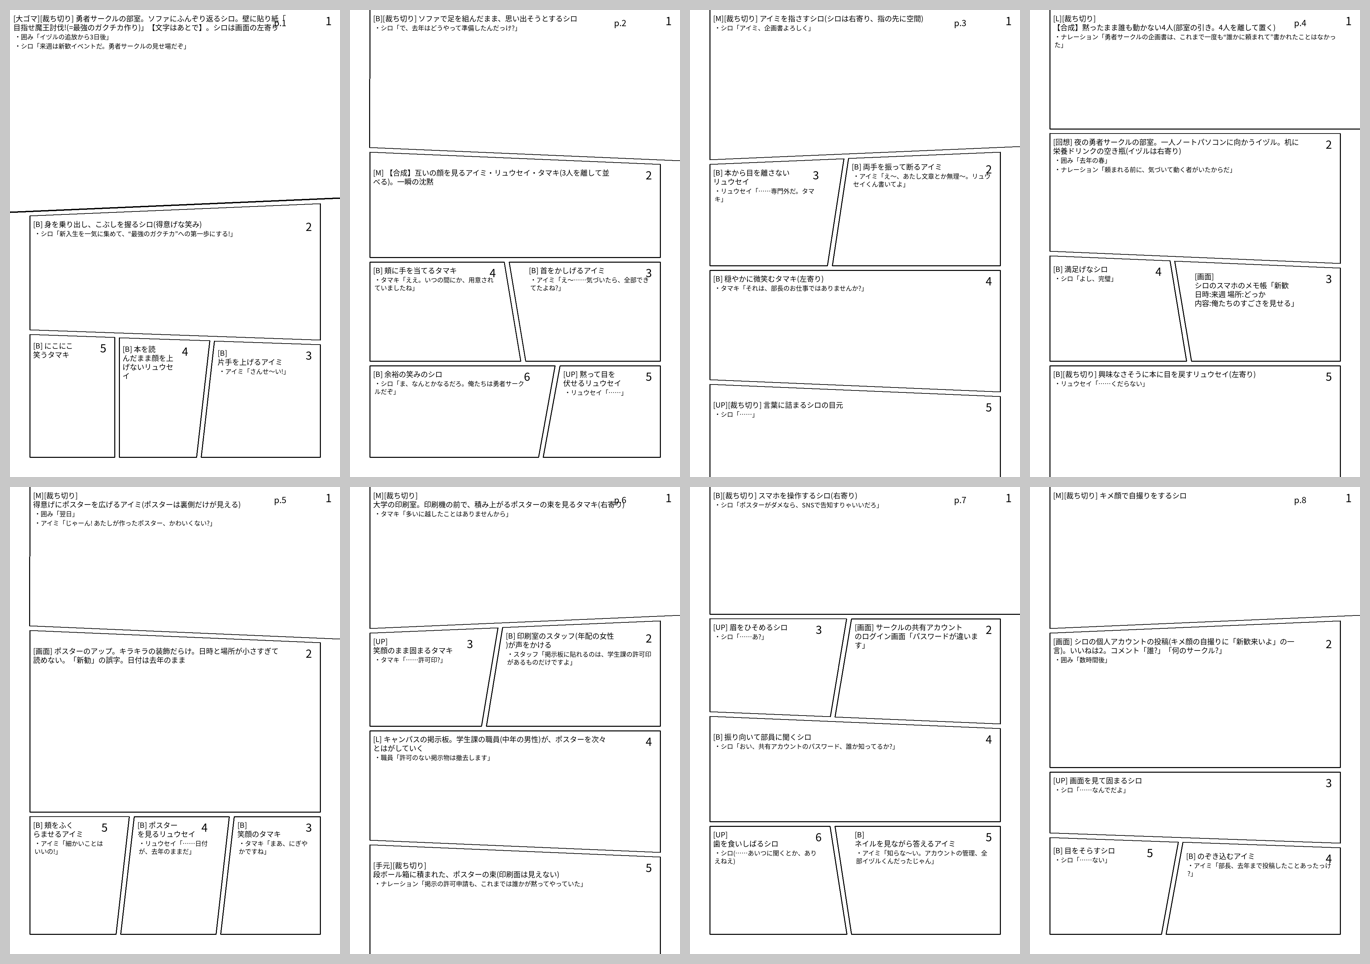 [大ゴマ][裁ち切り] 勇者サークルの部室。ソファにふんぞり返るシロ。壁に貼り紙「
目指せ魔王討伐!(=最強のガクチカ作り)」【文字はあとで】。シロは画面の左寄り
p.1
1
・囲み「イヅルの追放から3日後」
・シロ「来週は新歓イベントだ。勇者サークルの見せ場だぞ」
[B] 身を乗り出し、こぶしを握るシロ(得意げな笑み)
2
・シロ「新入生を一気に集めて、“最強のガクチカ”への第一歩にする!」
[B]
片手を上げるアイミ
3
・アイミ「さんせ〜い!」
[B] 本を読
んだまま顔を上
げないリュウセ
イ
4
[B] にこにこ
笑うタマキ
5
[B][裁ち切り] ソファで足を組んだまま、思い出そうとするシロ
p.2
1
・シロ「で、去年はどうやって準備したんだっけ?」
[M] 【合成】互いの顔を見るアイミ・リュウセイ・タマキ(3人を離して並
べる)。一瞬の沈黙
2
[B] 首をかしげるアイミ
3
・アイミ「え〜……気づいたら、全部でき
てたよね?」
[B] 頬に手を当てるタマキ
4
・タマキ「ええ。いつの間にか、用意され
ていましたね」
[UP] 黙って目を
伏せるリュウセイ
5
・リュウセイ「……」
[B] 余裕の笑みのシロ
6
・シロ「ま、なんとかなるだろ。俺たちは勇者サーク
ルだぞ」
[M][裁ち切り] アイミを指さすシロ(シロは右寄り、指の先に空間)
p.3
1
・シロ「アイミ、企画書よろしく」
[B] 両手を振って断るアイミ
2
・アイミ「え〜、あたし文章とか無理〜。リュウ
セイくん書いてよ」
[B] 本から目を離さない
リュウセイ
3
・リュウセイ「……専門外だ。タマ
キ」
[B] 穏やかに微笑むタマキ(左寄り)
4
・タマキ「それは、部長のお仕事ではありませんか?」
[UP][裁ち切り] 言葉に詰まるシロの目元
5
・シロ「……」
[L][裁ち切り]
【合成】黙ったまま誰も動かない4人(部室の引き。4人を離して置く)
p.4
1
・ナレーション「勇者サークルの企画書は、これまで一度も“誰かに頼まれて”書かれたことはなかっ
た」
[回想] 夜の勇者サークルの部室。一人ノートパソコンに向かうイヅル。机に
栄養ドリンクの空き瓶(イヅルは右寄り)
2
・囲み「去年の春」
・ナレーション「頼まれる前に、気づいて動く者がいたからだ」
[画面]
シロのスマホのメモ帳「新歓
日時:来週 場所:どっか
内容:俺たちのすごさを見せる」
3
[B] 満足げなシロ
4
・シロ「よし、完璧」
[B][裁ち切り] 興味なさそうに本に目を戻すリュウセイ(左寄り)
5
・リュウセイ「……くだらない」
[M][裁ち切り]
得意げにポスターを広げるアイミ(ポスターは裏側だけが見える)
p.5
1
・囲み「翌日」
・アイミ「じゃーん! あたしが作ったポスター、かわいくない?」
[画面] ポスターのアップ。キラキラの装飾だらけ。日時と場所が小さすぎて
読めない。「新勧」の誤字。日付は去年のまま
2
[B]
笑顔のタマキ
3
・タマキ「まあ、にぎや
かですね」
[B] ポスター
を見るリュウセイ
4
・リュウセイ「……日付
が、去年のままだ」
[B] 頬をふく
らませるアイミ
5
・アイミ「細かいことは
いいの!」
[M][裁ち切り]
大学の印刷室。印刷機の前で、積み上がるポスターの束を見るタマキ(右寄り)
p.6
1
・タマキ「多いに越したことはありませんから」
[B] 印刷室のスタッフ(年配の女性
)が声をかける
2
・スタッフ「掲示板に貼れるのは、学生課の許可印
があるものだけですよ」
[UP]
笑顔のまま固まるタマキ
3
・タマキ「……許可印?」
[L] キャンパスの掲示板。学生課の職員(中年の男性)が、ポスターを次々
とはがしていく
4
・職員「許可のない掲示物は撤去します」
[手元][裁ち切り]
段ボール箱に積まれた、ポスターの束(印刷面は見えない)
5
・ナレーション「掲示の許可申請も、これまでは誰かが黙ってやっていた」
[B][裁ち切り] スマホを操作するシロ(右寄り)
p.7
1
・シロ「ポスターがダメなら、SNSで告知すりゃいいだろ」
[画面] サークルの共有アカウント
のログイン画面「パスワードが違いま
す」
2
[UP] 眉をひそめるシロ
3
・シロ「……あ?」
[B] 振り向いて部員に聞くシロ
4
・シロ「おい、共有アカウントのパスワード、誰か知ってるか?」
[B]
ネイルを見ながら答えるアイミ
5
・アイミ「知らな〜い。アカウントの管理、全
部イヅルくんだったじゃん」
[UP]
歯を食いしばるシロ
6
・シロ(……あいつに聞くとか、あり
えねえ)
[M][裁ち切り] キメ顔で自撮りをするシロ
p.8
1
[画面] シロの個人アカウントの投稿(キメ顔の自撮りに「新歓来いよ」の一
言)。いいねは2。コメント「誰?」「何のサークル?」
2
・囲み「数時間後」
[UP] 画面を見て固まるシロ
3
・シロ「……なんでだよ」
[B] のぞき込むアイミ
4
・アイミ「部長、去年まで投稿したことあったっけ
?」
[B] 目をそらすシロ
5
・シロ「……ない」